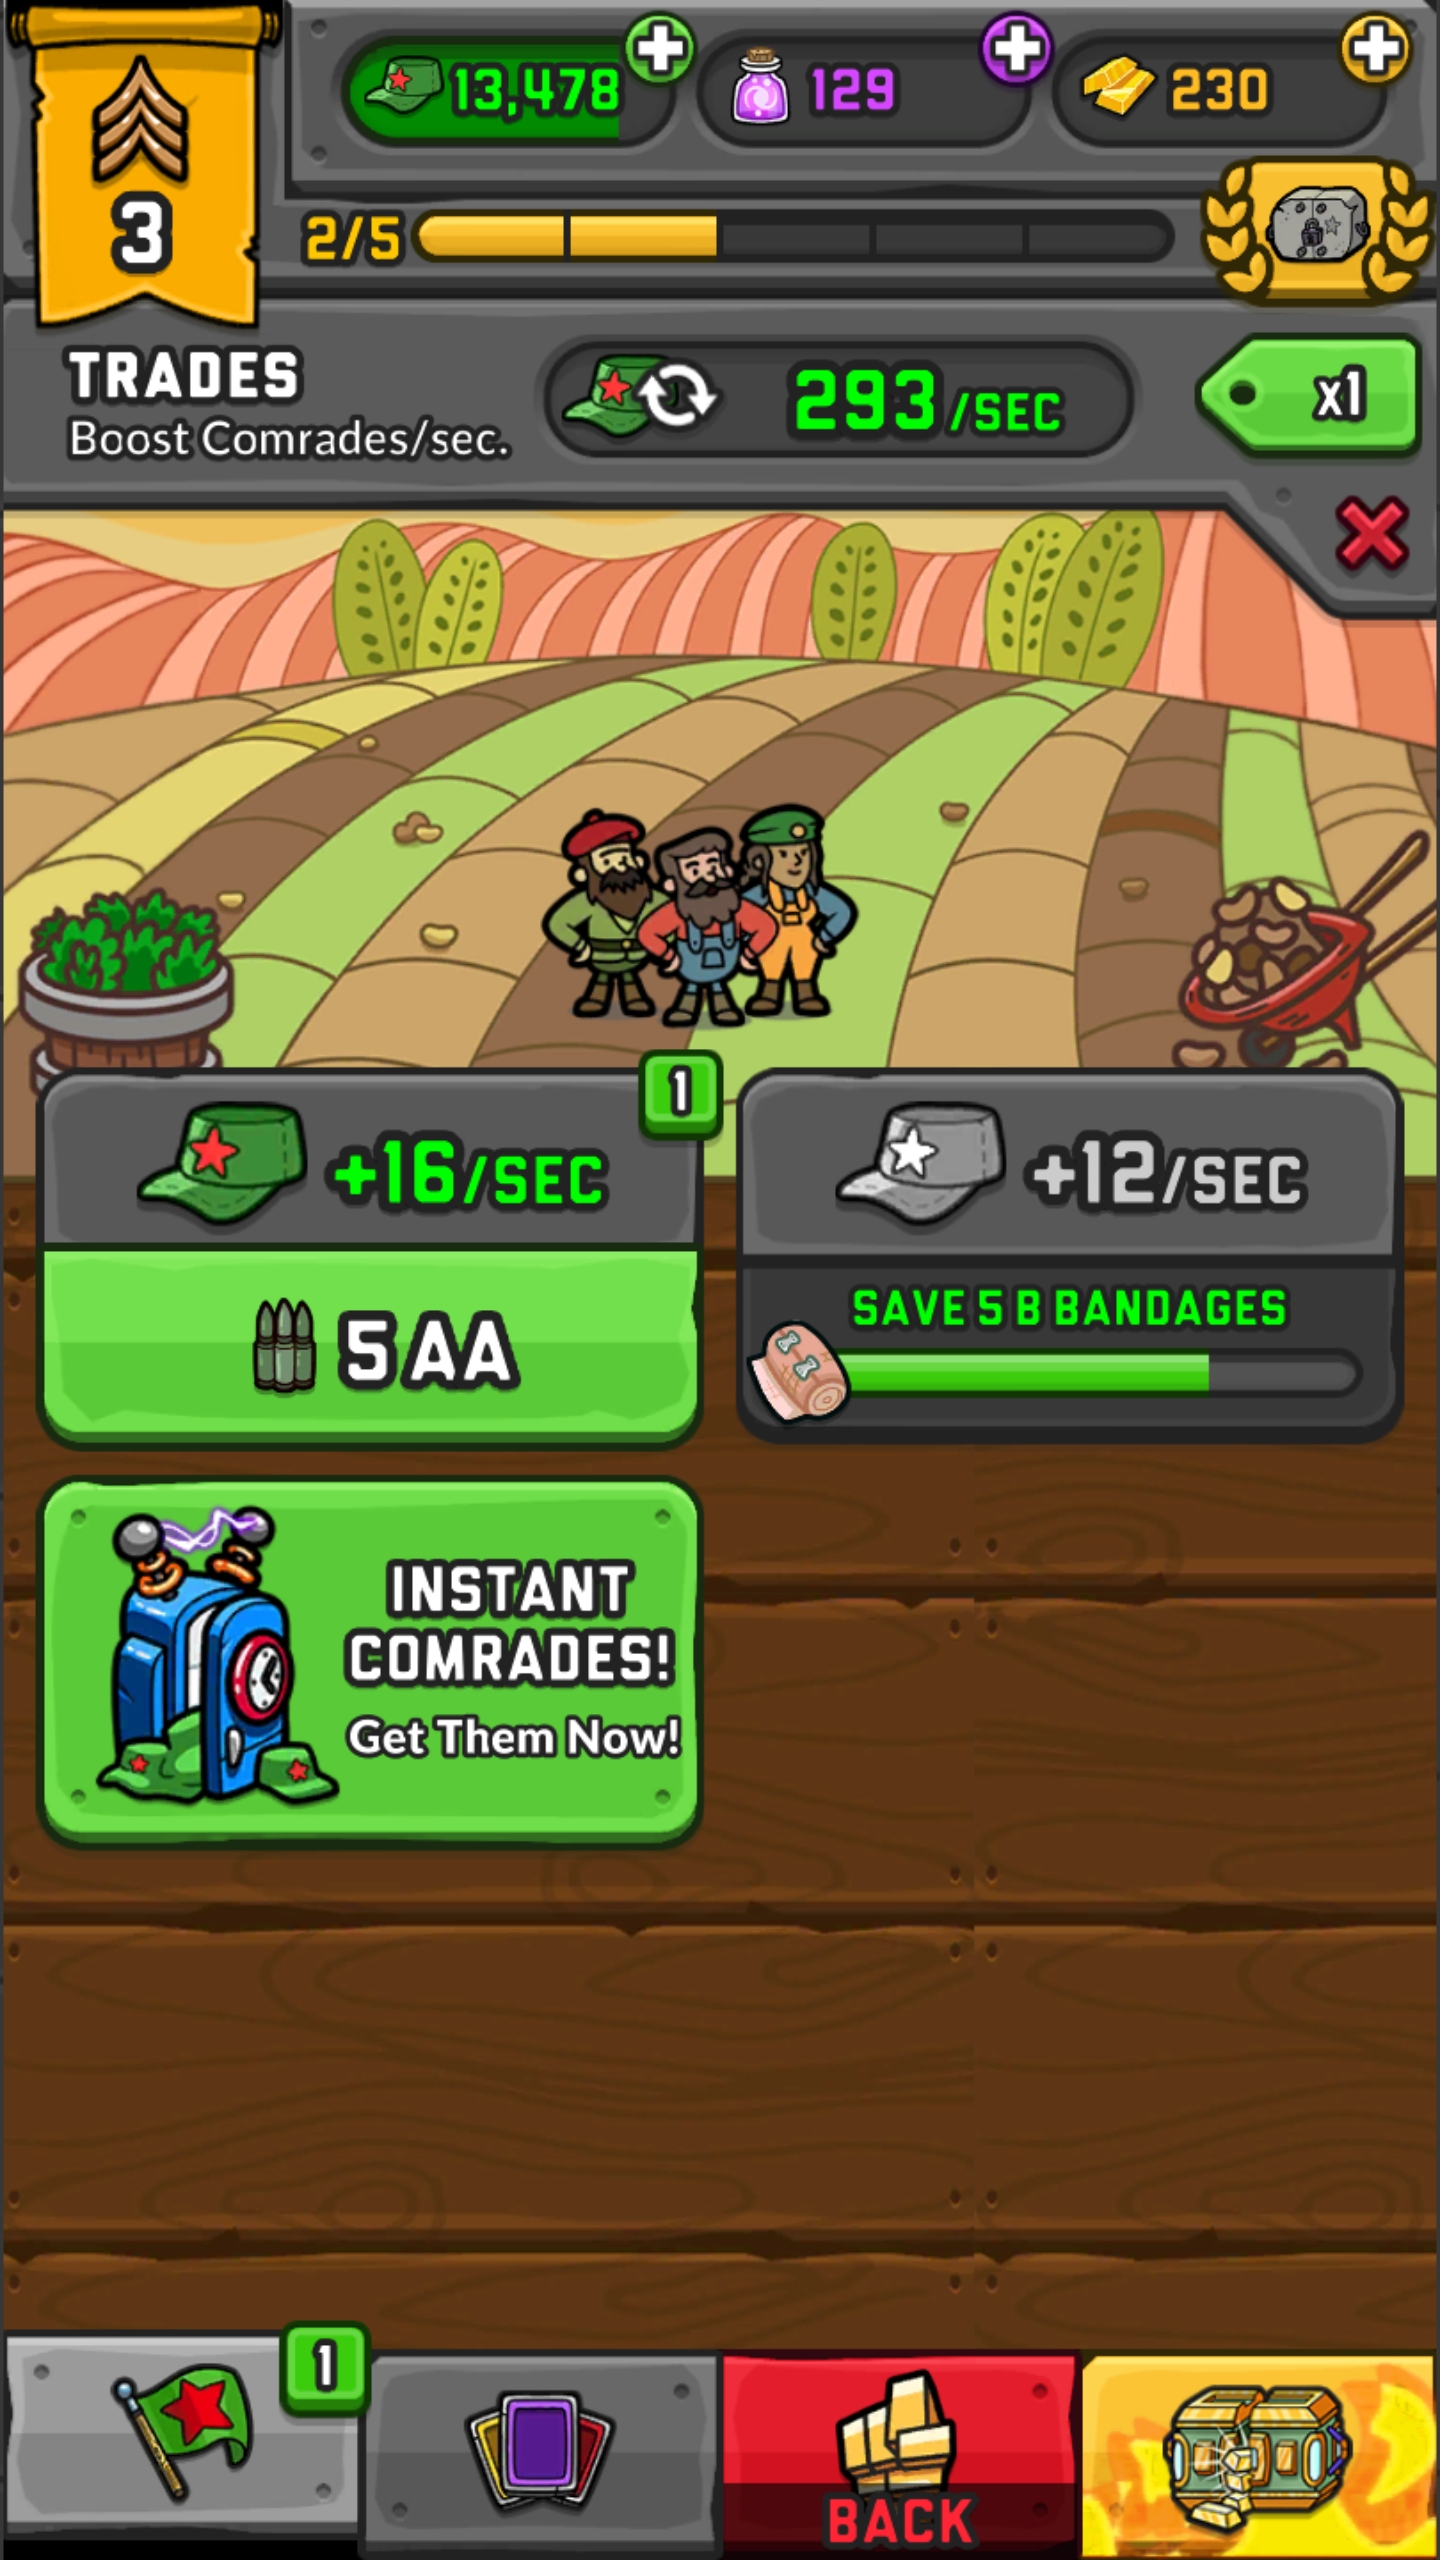 13,478
129
230
3
2/5
TRADES
Boost Comrades/sec.
293/SEC
x1
1
+16/SEC
5 AA
+12/SEC
SAVE 5 B BANDAGES
INSTANT
COMRADES!
Get Them Now!
1
BACK